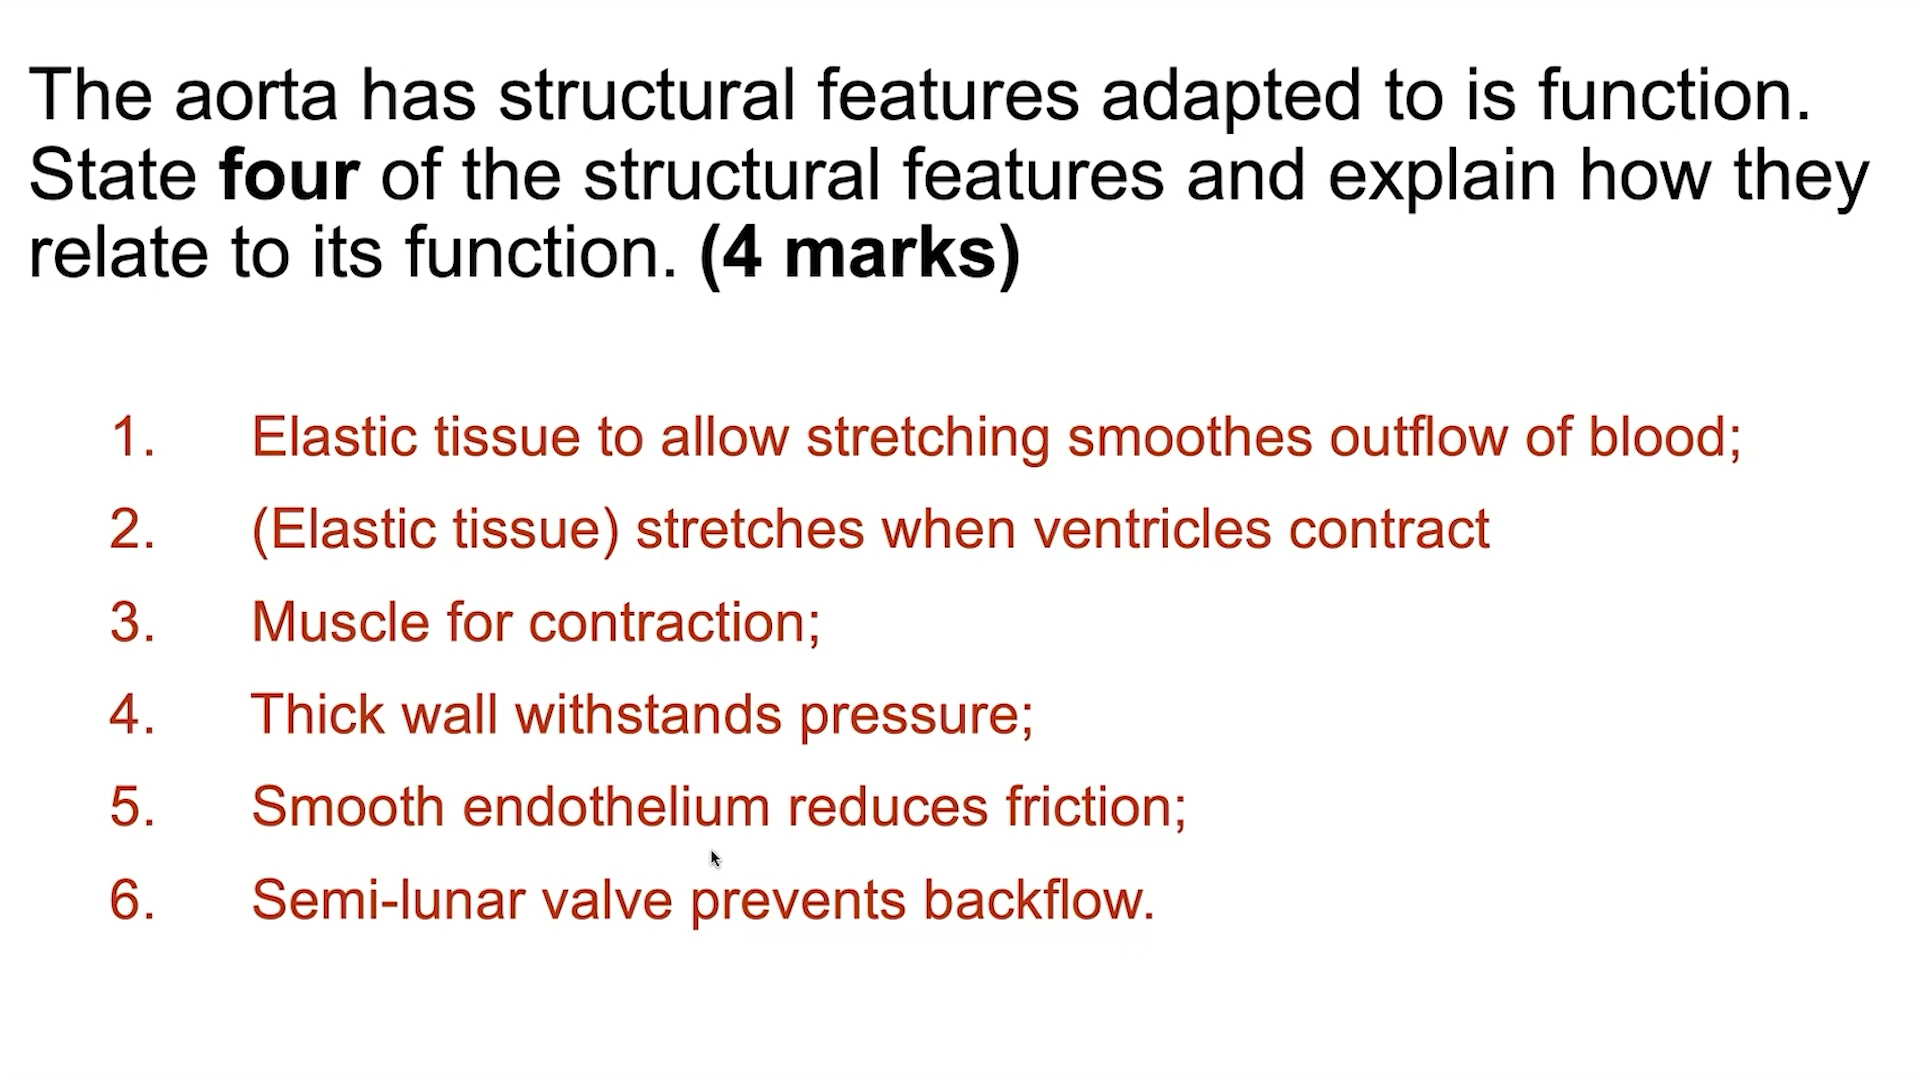 The aorta has structural features adapted to is function.
State four of the structural features and explain how they
relate to its function. (4 marks)
1. Elastic tissue to allow stretching smoothes outflow of blood;
2. (Elastic tissue) stretches when ventricles contract
3. Muscle for contraction;
4. Thick wall withstands pressure;
5. Smooth endothelium reduces friction;
6. Semi-lunar valve prevents backflow.